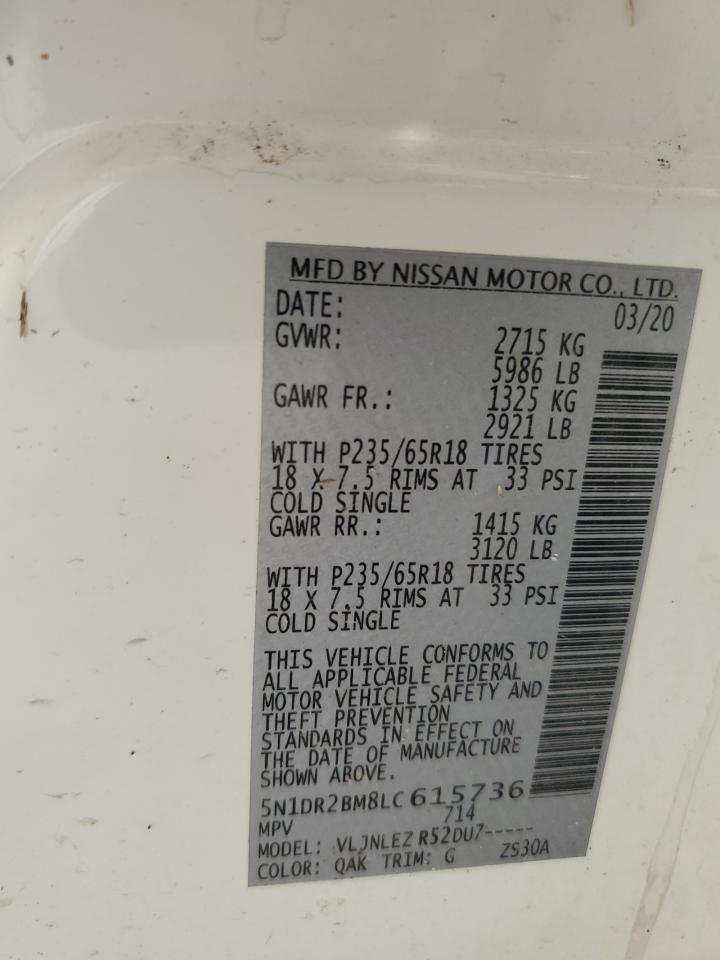 MFD BY NISSAN MOTOR CO., LTD.
DATE: 03/20
GVWR: 2715 KG
5986 LB
GAWR FR.: 1325 KG
2921 LB
WITH P235/65R18 TIRES
18 X 7.5 RIMS AT 33 PSI
COLD SINGLE
GAWR RR.: 1415 KG
3120 LB
WITH P235/65R18 TIRES
18 X 7.5 RIMS AT 33 PSI
COLD SINGLE
THIS VEHICLE CONFORMS TO
ALL APPLICABLE FEDERAL
MOTOR VEHICLE SAFETY AND
THEFT PREVENTION
STANDARDS IN EFFECT ON
THE DATE OF MANUFACTURE
SHOWN ABOVE.
5N1DR2BM8LC615736
MPV 714
MODEL: VLJNLEZ R52DU7-----
COLOR: QAK TRIM: G ZS30A